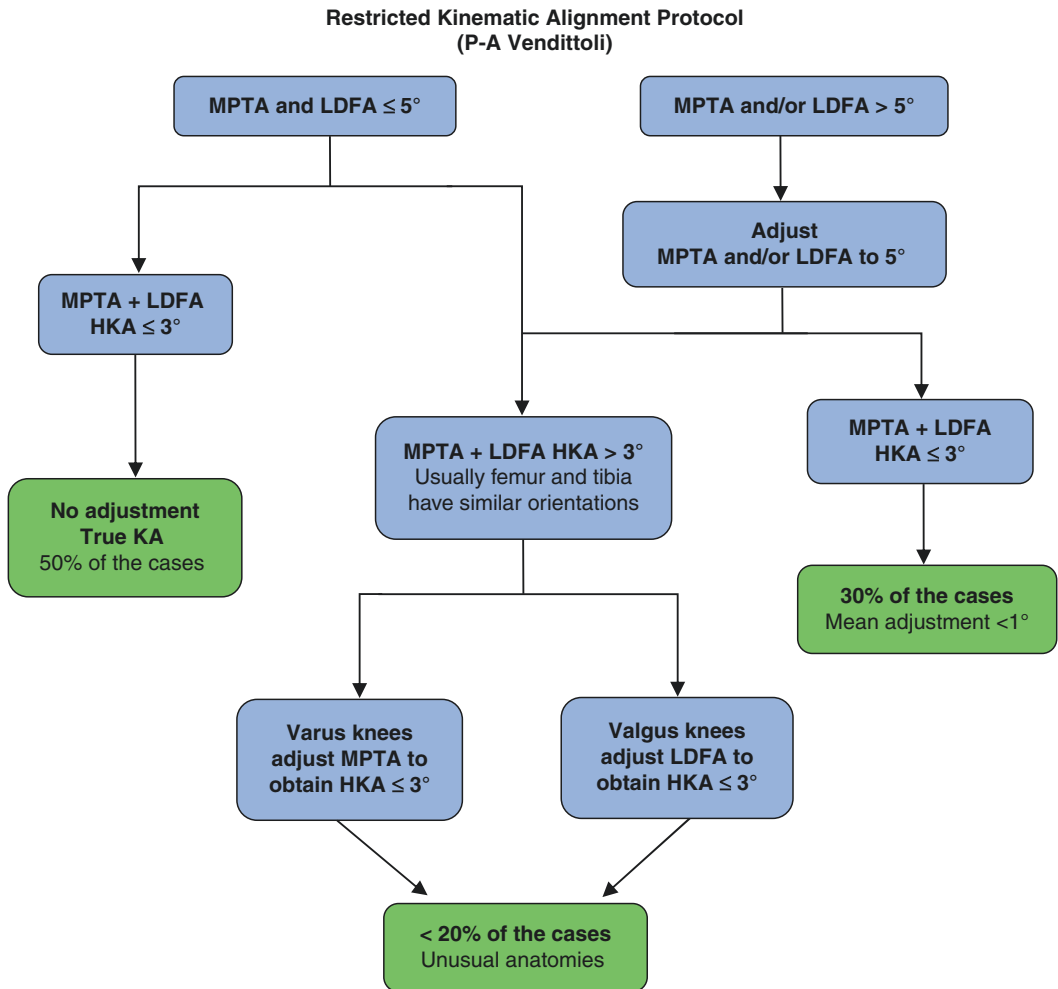 Restricted Kinematic Alignment Protocol
(P-A Vendittoli)
MPTA and LDFA ≤ 5°
MPTA and/or LDFA > 5°
Adjust
MPTA and/or LDFA to 5°
MPTA + LDFA
HKA ≤ 3°
MPTA + LDFA HKA > 3°
Usually femur and tibia
have similar orientations
MPTA + LDFA
HKA ≤ 3°
No adjustment
True KA
50% of the cases
30% of the cases
Mean adjustment <1°
Varus knees
adjust MPTA to
obtain HKA ≤ 3°
Valgus knees
adjust LDFA to
obtain HKA ≤ 3°
< 20% of the cases
Unusual anatomies